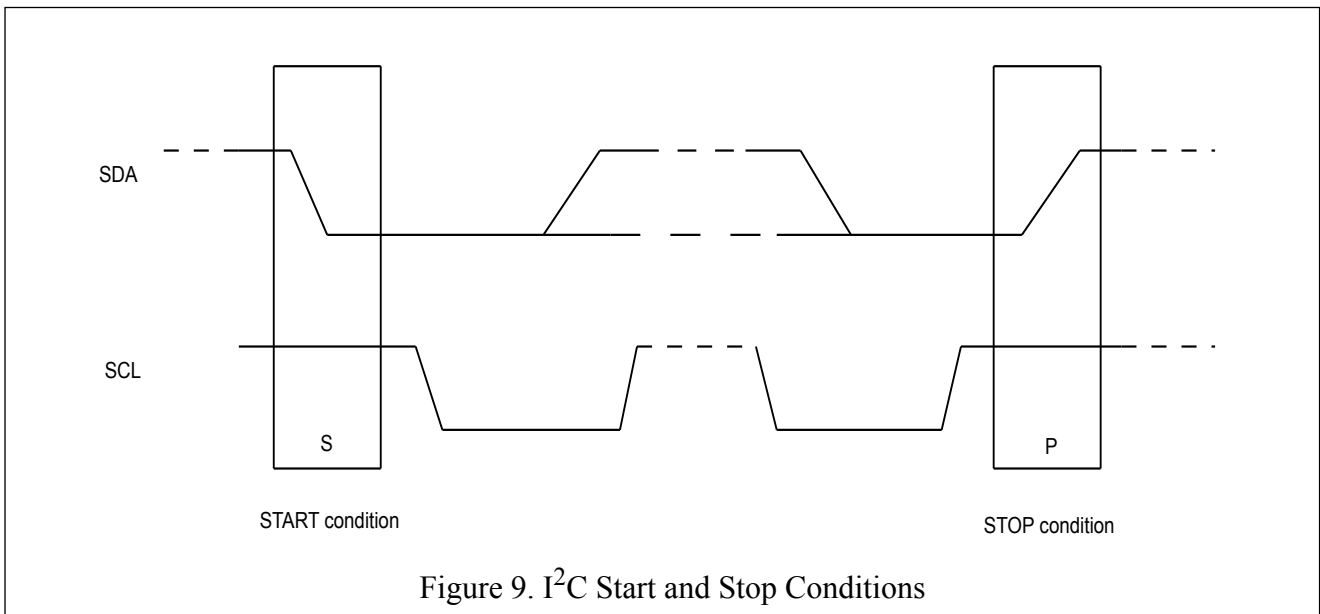 SDA
SCL
S
P
START condition
STOP condition
Figure 9. I²C Start and Stop Conditions